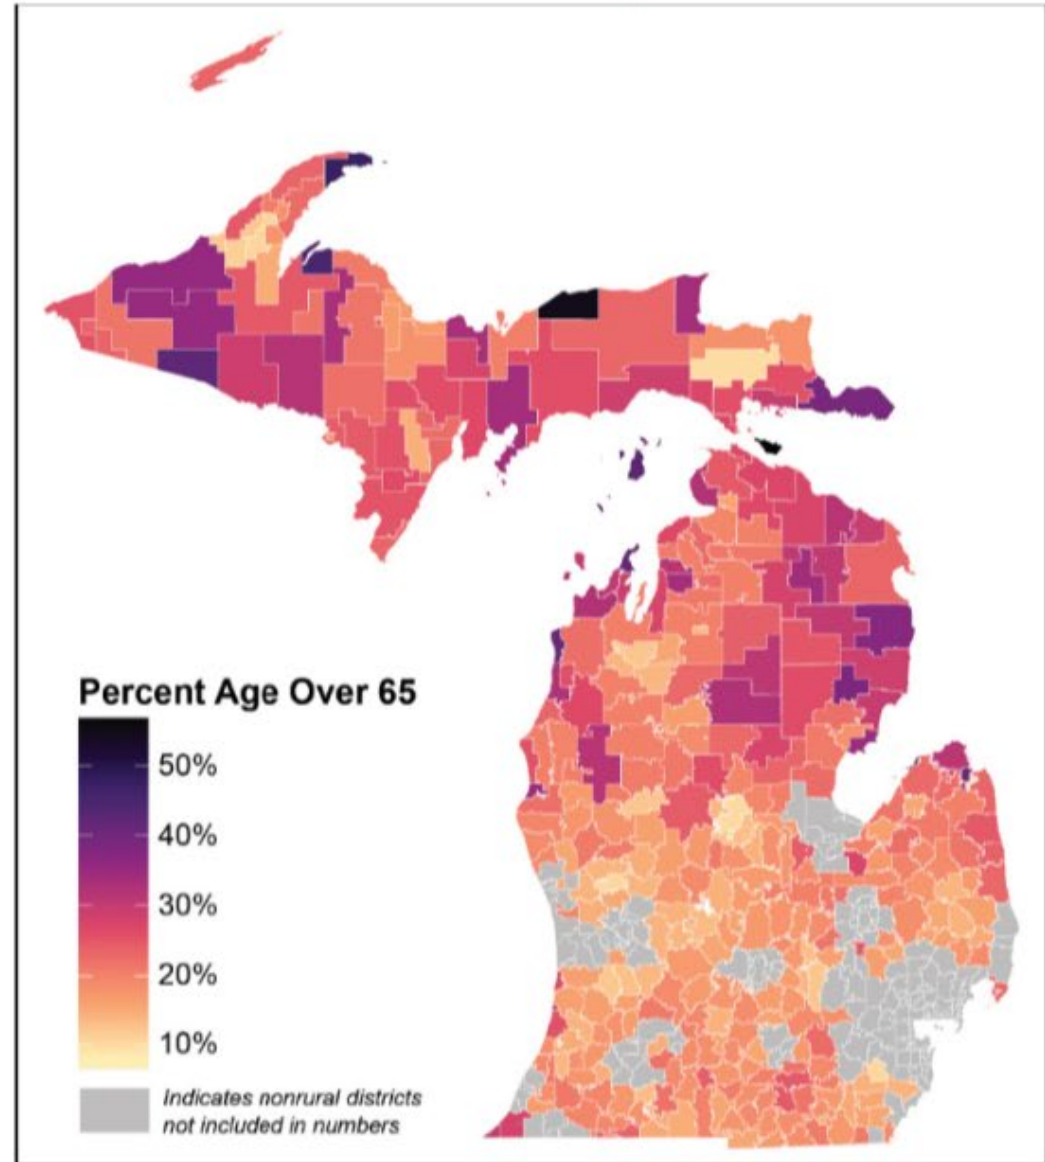 Percent Age Over 65
50%
40%
30%
20%
10%
Indicates nonrural districts
not included in numbers